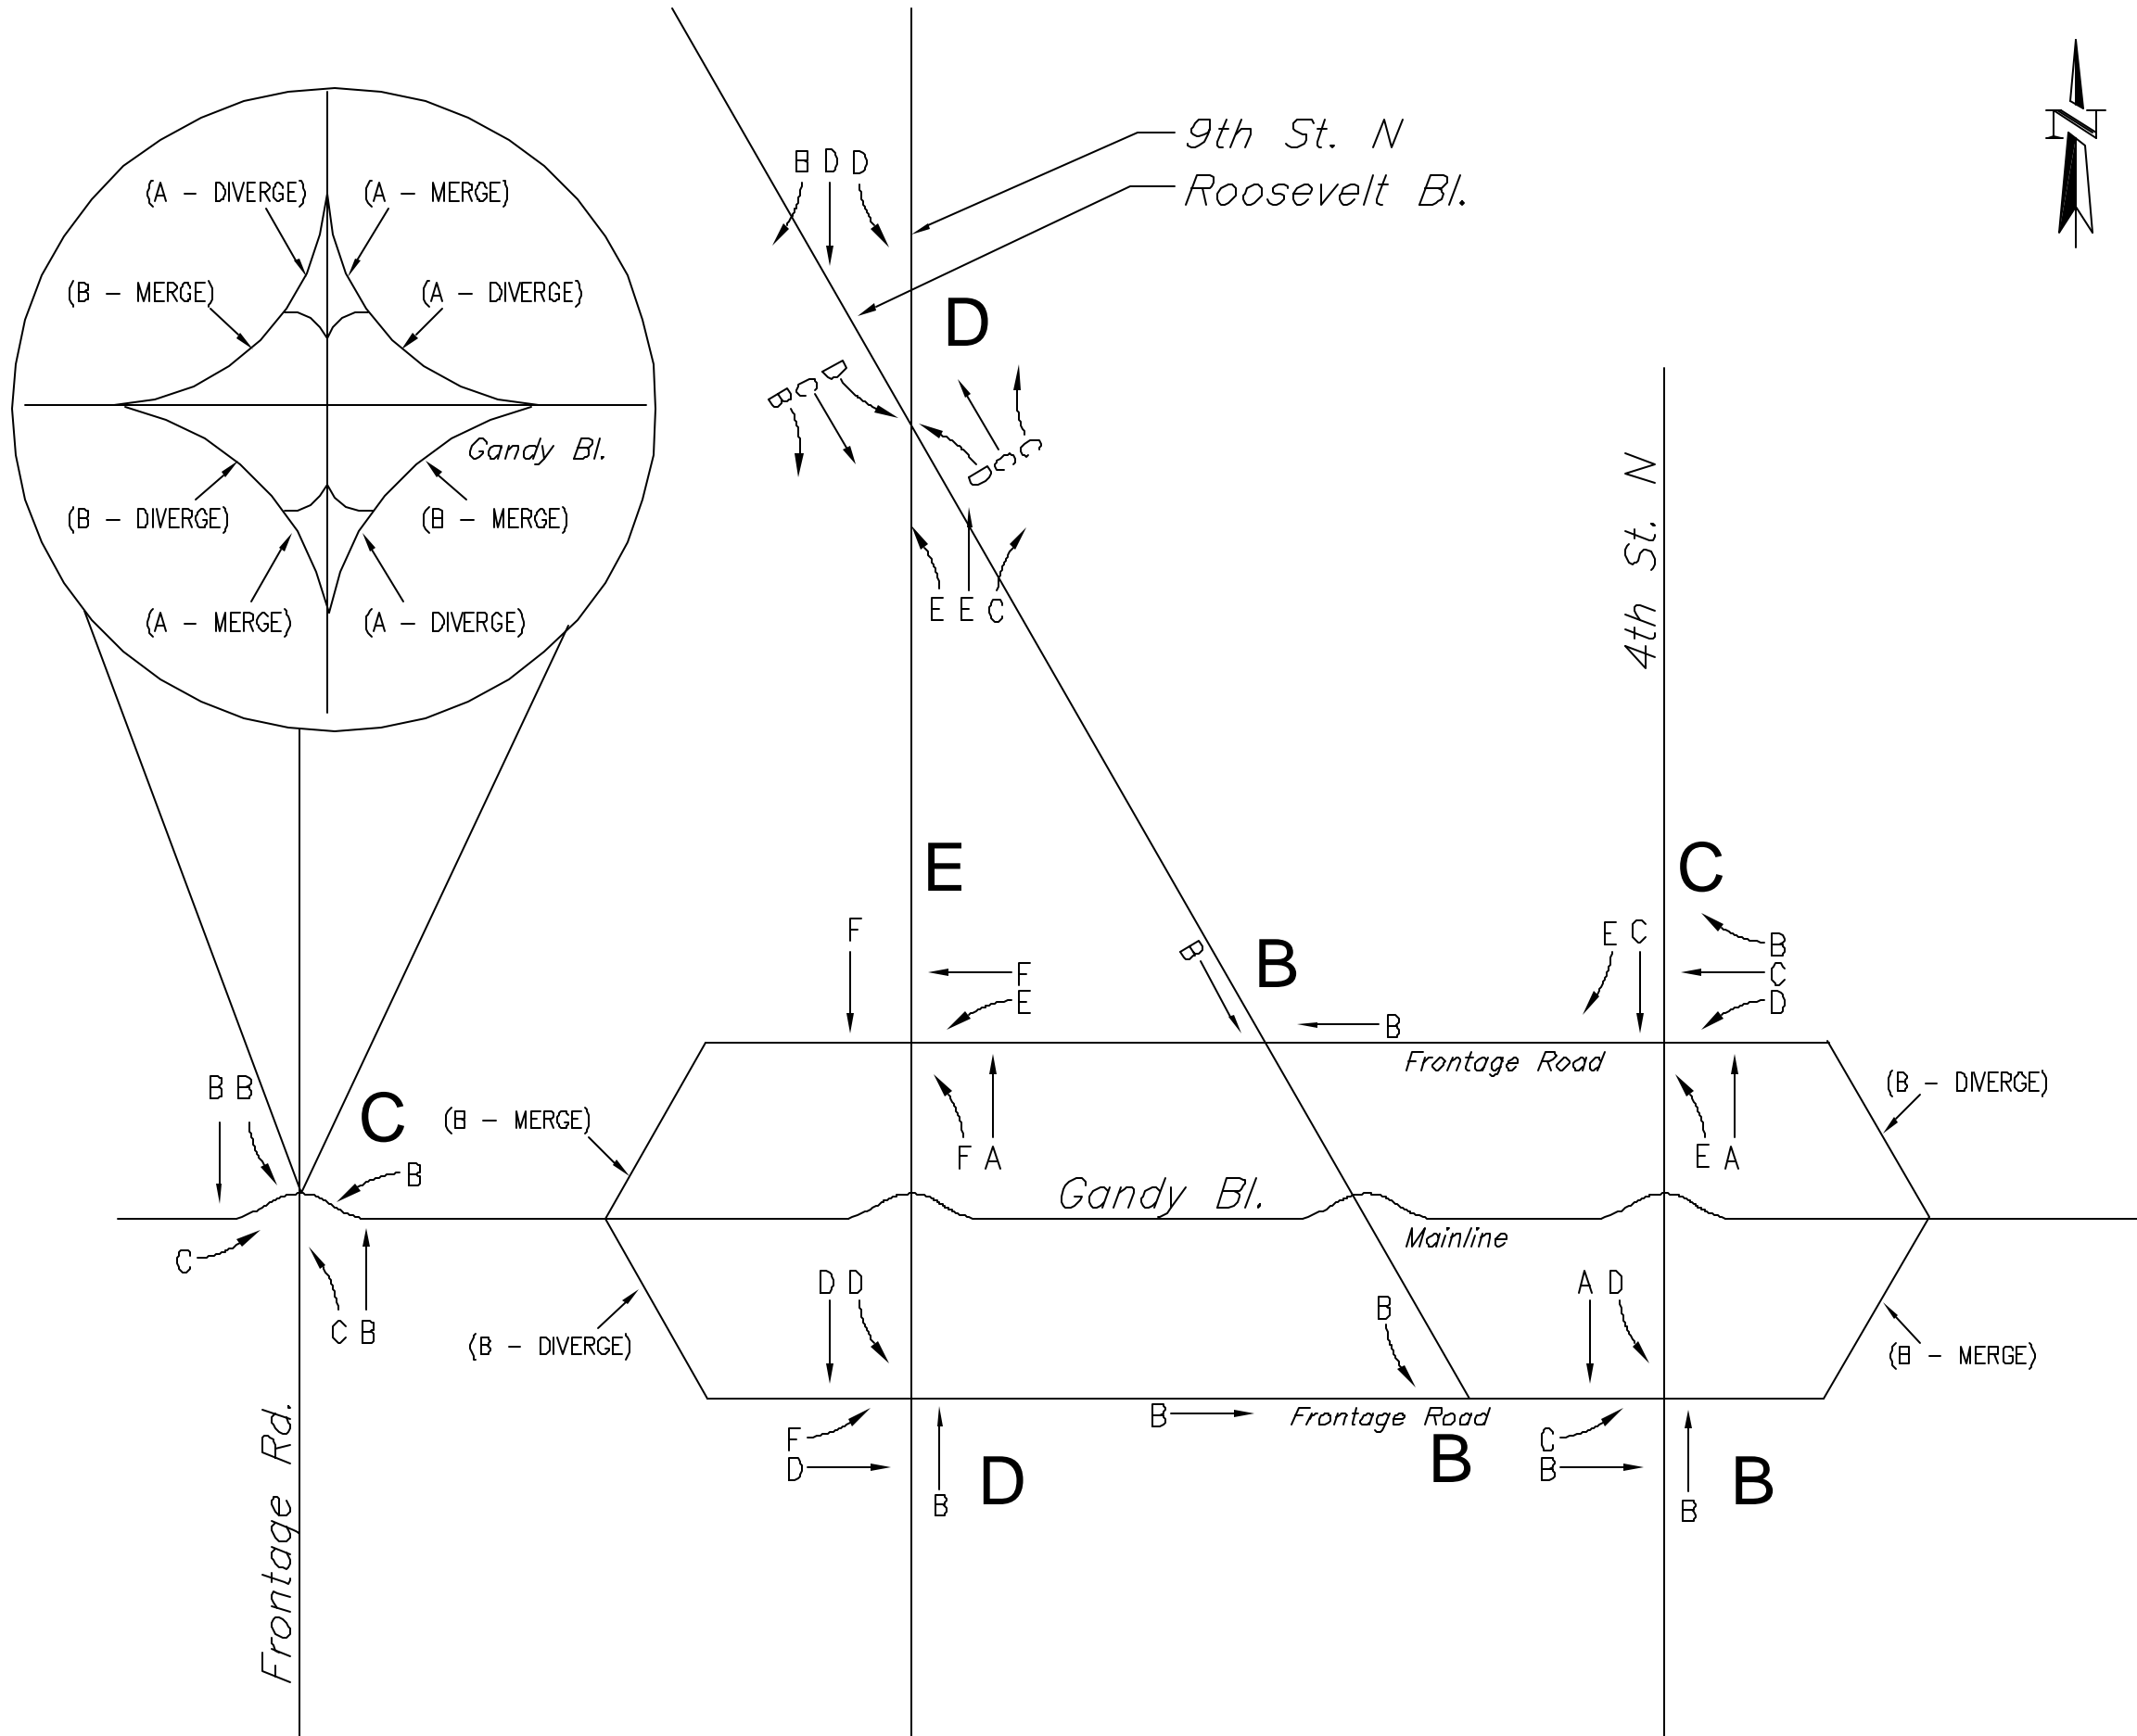 N
9th St. N
Roosevelt Bl.
B D D
(A - DIVERGE) (A - MERGE)
(B - MERGE) (A - DIVERGE)
Gandy Bl.
(B - DIVERGE) (B - MERGE)
(A - MERGE) (A - DIVERGE)
D
B C D
D C C
E E C
4th St. N
E
C
F
F
E
B
B
B
E C
B
C
D
Frontage Road
B B
C
B
(B - MERGE)
F A
E A
(B - DIVERGE)
Gandy Bl.
Mainline
C
C B
(B - DIVERGE)
D D
B
A D
(B - MERGE)
F
D
B
D
B
Frontage Road
B
C
B
B
B
Frontage Rd.